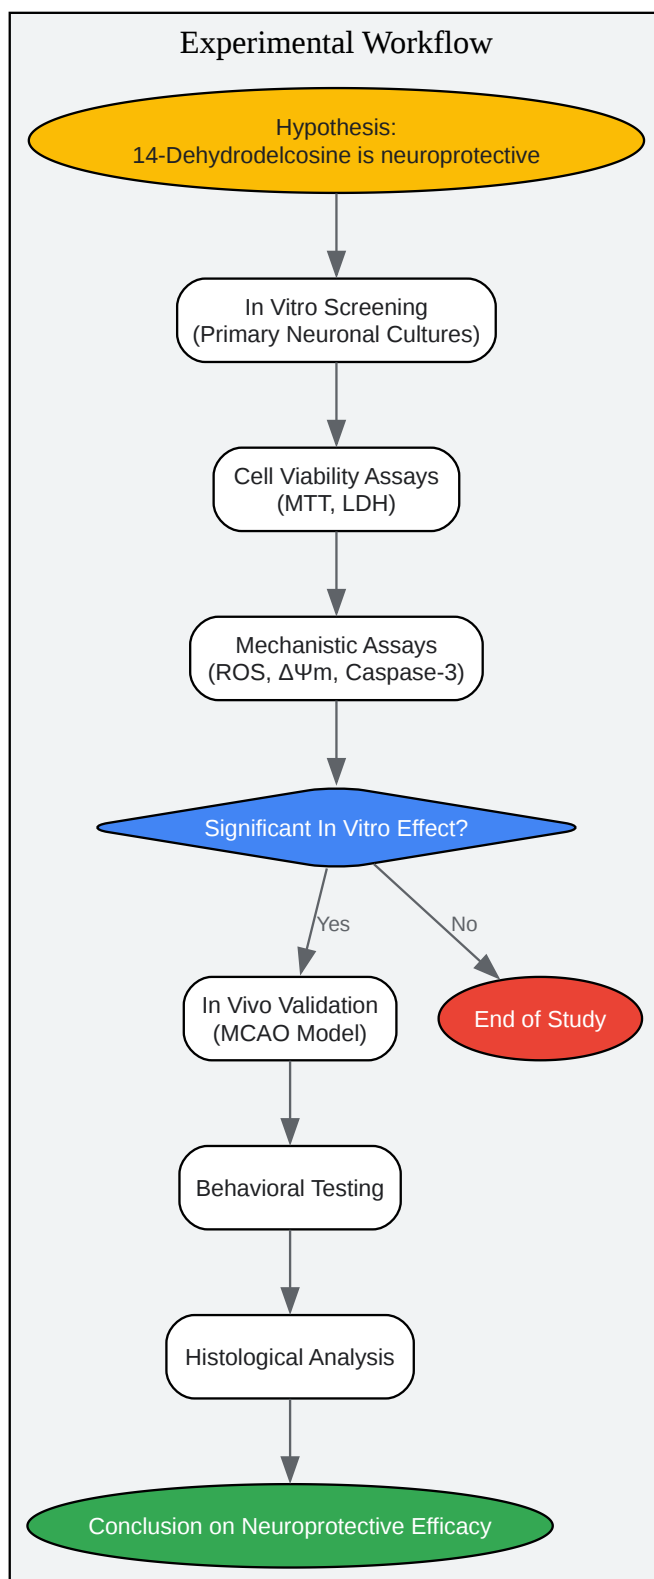 Experimental Workflow
Hypothesis:
14-Dehydrodelcosine is neuroprotective
In Vitro Screening
(Primary Neuronal Cultures)
Cell Viability Assays
(MTT, LDH)
Mechanistic Assays
(ROS, ΔΨm, Caspase-3)
Significant In Vitro Effect?
Yes
No
In Vivo Validation
(MCAO Model)
End of Study
Behavioral Testing
Histological Analysis
Conclusion on Neuroprotective Efficacy